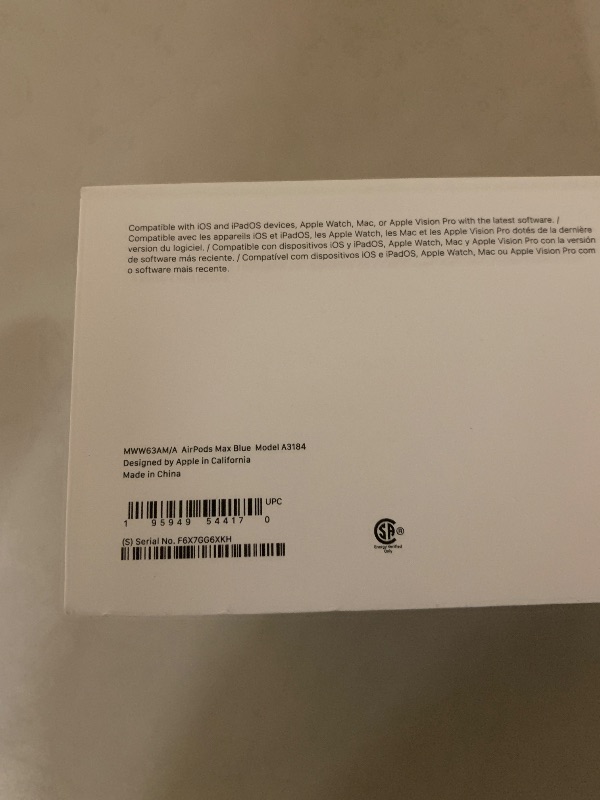 Compatible with iOS and iPadOS devices, Apple Watch, Mac, or Apple Vision Pro with the latest software. /
Compatible avec les appareils iOS et iPadOS, les Apple Watch, les Mac et les Apple Vision Pro dotés de la dernière
version du logiciel. / Compatible con dispositivos iOS y iPadOS, Apple Watch, Mac y Apple Vision Pro con la versión
de software más reciente. / Compatível com dispositivos iOS e iPadOS, Apple Watch, Mac ou Apple Vision Pro com
o software mais recente.
MWW63AM/A AirPods Max Blue Model A3184
Designed by Apple in California
Made in China
UPC
1 95949 54417 0
(S) Serial No. F6X7GG6XKH
SA ®
Energy Verified
Only